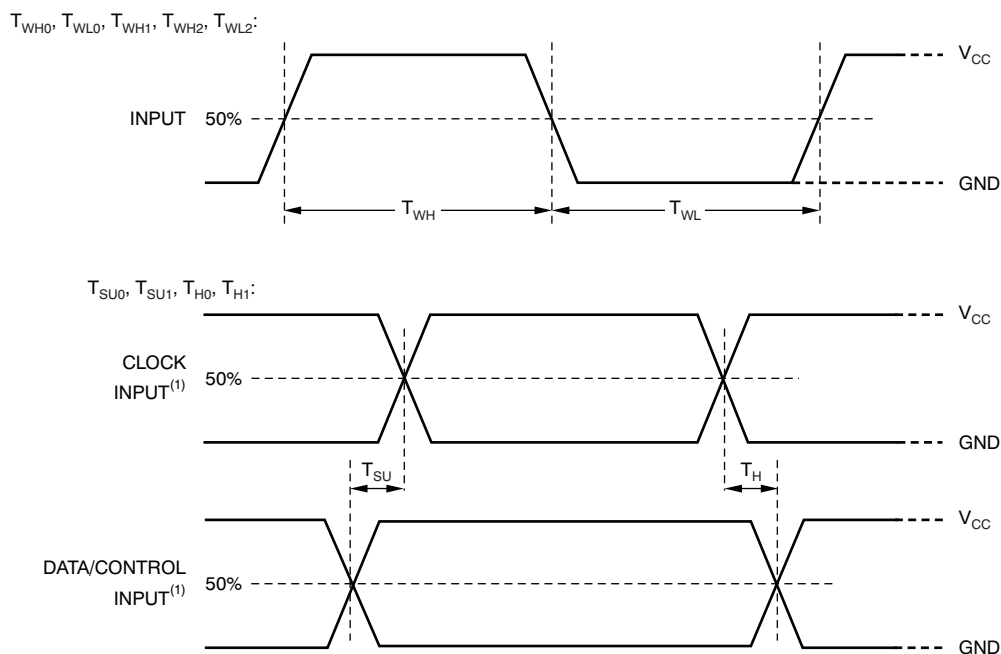 T_WH0, T_WL0, T_WH1, T_WH2, T_WL2:
V_CC
INPUT 50%
GND
T_WH
T_WL
T_SU0, T_SU1, T_H0, T_H1:
V_CC
CLOCK
INPUT(1)
50%
GND
T_SU
T_H
V_CC
DATA/CONTROL
INPUT(1)
50%
GND